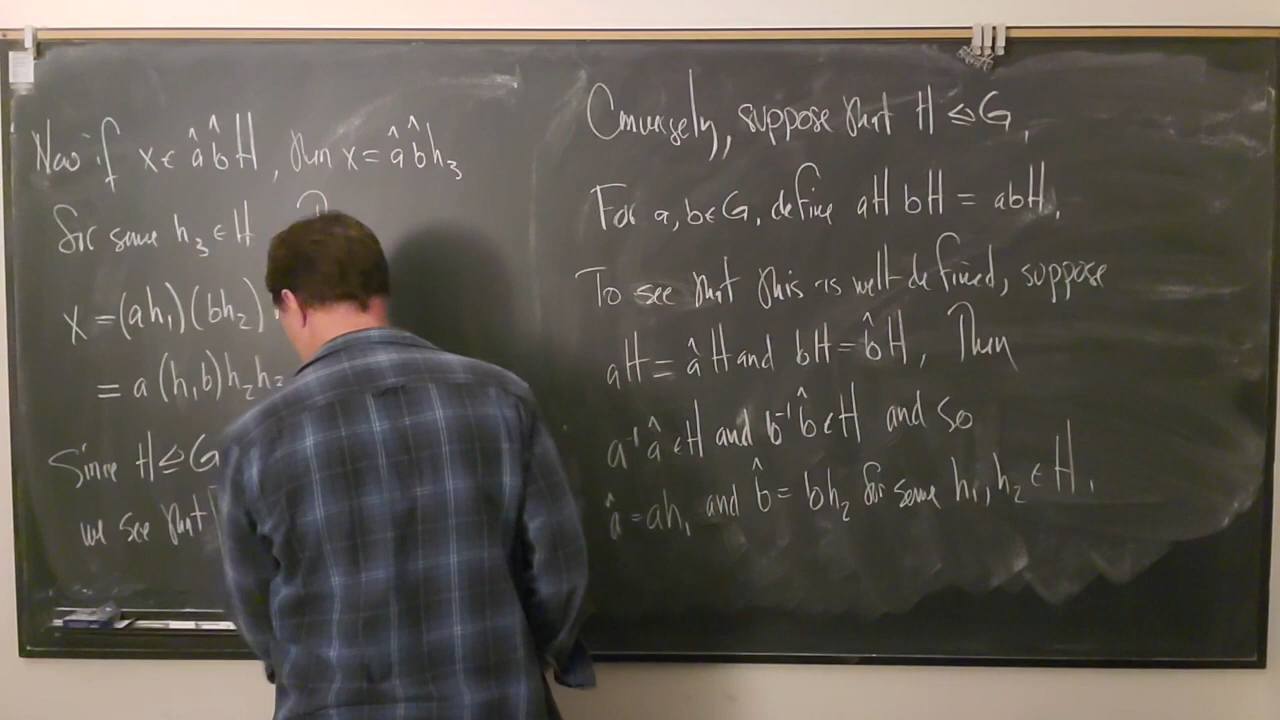 Now if x ∈ âb̂H, then x = âb̂h₃
for some h₃ ∈ H
x = (ah₁)(bh₂)
= a(h₁b)h₂h₃
Since H ⊴ G
we see that
Conversely, suppose that H ⊴ G.
For a, b ∈ G, define aH bH = abH.
To see that this is well-defined, suppose
aH = âH and bH = b̂H. Then
a⁻¹â ∈ H and b⁻¹b̂ ∈ H and so
â = ah₁ and b̂ = bh₂ for some h₁, h₂ ∈ H.